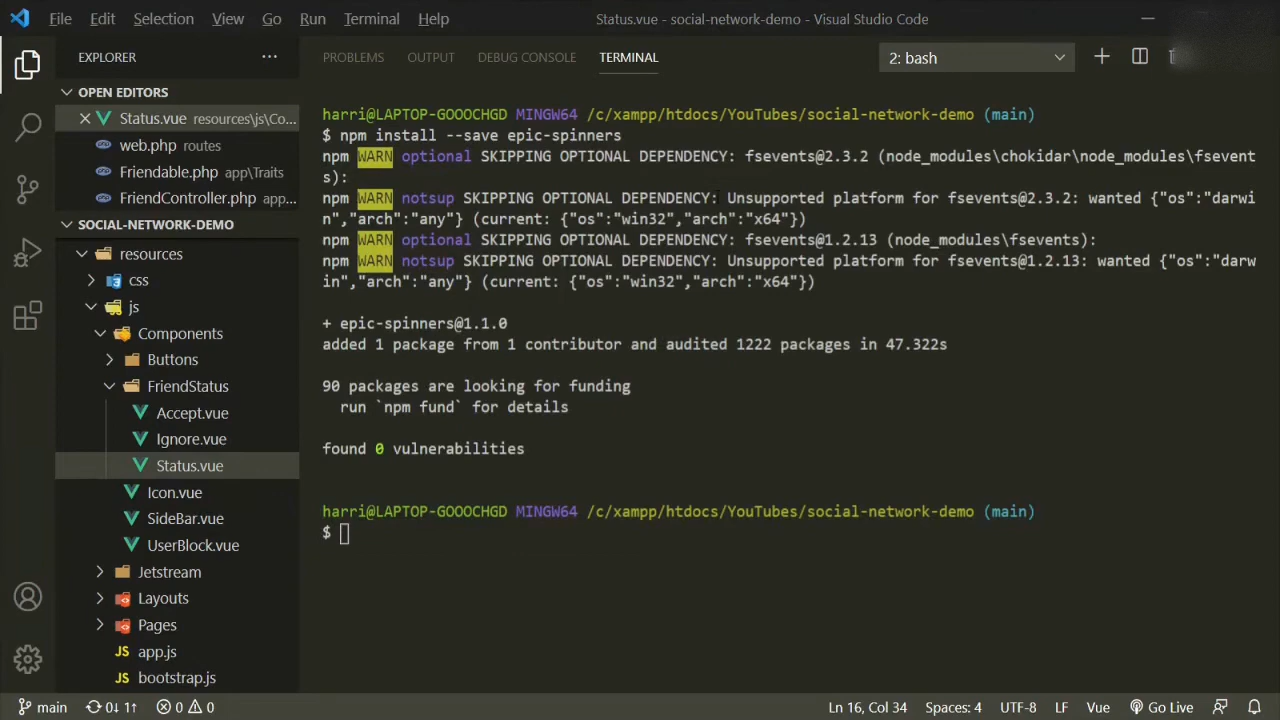 File Edit Selection View Go Run Terminal Help Status.vue - social-network-demo - Visual Studio Code
EXPLORER
OPEN EDITORS
Status.vue resources\js\Co...
web.php routes
Friendable.php app\Traits
FriendController.php app...
SOCIAL-NETWORK-DEMO
resources
css
js
Components
Buttons
FriendStatus
Accept.vue
Ignore.vue
Status.vue
Icon.vue
SideBar.vue
UserBlock.vue
Jetstream
Layouts
Pages
JS app.js
JS bootstrap.js
PROBLEMS OUTPUT DEBUG CONSOLE TERMINAL 2: bash
harri@LAPTOP-GOOOCHGD MINGW64 /c/xampp/htdocs/YouTubes/social-network-demo (main)
$ npm install --save epic-spinners
npm WARN optional SKIPPING OPTIONAL DEPENDENCY: fsevents@2.3.2 (node_modules\chokidar\node_modules\fsevent
s):
npm WARN notsup SKIPPING OPTIONAL DEPENDENCY: Unsupported platform for fsevents@2.3.2: wanted {"os":"darwi
n","arch":"any"} (current: {"os":"win32","arch":"x64"})
npm WARN optional SKIPPING OPTIONAL DEPENDENCY: fsevents@1.2.13 (node_modules\fsevents):
npm WARN notsup SKIPPING OPTIONAL DEPENDENCY: Unsupported platform for fsevents@1.2.13: wanted {"os":"darw
in","arch":"any"} (current: {"os":"win32","arch":"x64"})
+ epic-spinners@1.1.0
added 1 package from 1 contributor and audited 1222 packages in 47.322s
90 packages are looking for funding
run `npm fund` for details
found 0 vulnerabilities
harri@LAPTOP-GOOOCHGD MINGW64 /c/xampp/htdocs/YouTubes/social-network-demo (main)
$
main 0↓ 1↑ 0 0 Ln 16, Col 34 Spaces: 4 UTF-8 LF Vue Go Live